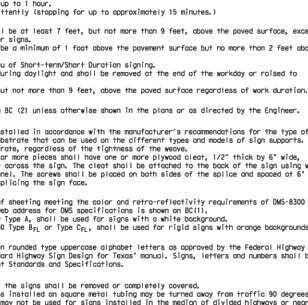 up to 1 hour.
ttently (stopping for up to approximately 15 minutes.)
l be at least 7 feet, but not more than 9 feet, above the paved surface, exce
r signs.
be a minimum of 1 foot above the pavement surface but no more than 2 feet abo
u of Short-term/Short Duration signing.
uring daylight and shall be removed at the end of the workday or raised to
ut not more than 9 feet, above the paved surface regardless of work duration.
BC (2) unless otherwise shown in the plans or as directed by the Engineer.
stalled in accordance with the manufacturer's recommendations for the type of
bstrate that can be used on the different types and models of sign supports.
rate, regardless of the tightness of the weave.
or more pieces shall have one or more plywood cleat, 1/2" thick by 6" wide,
across the sign. The cleat shall be attached to the back of the sign using w
nel. The screws shall be placed on both sides of the splice and spaced at 6"
plicing the sign face.
f sheeting meeting the color and retro-reflectivity requirements of DMS-8300
eb address for DMS specifications is shown on BC(1).
Type A, shall be used for signs with a white background.
0 Type BFL or Type CFL, shall be used for rigid signs with orange backgrounds
n rounded type uppercase alphabet letters as approved by the Federal Highway
ard Highway Sign Design for Texas" manual. Signs, letters and numbers shall b
t Standards and Specifications.
the signs shall be removed or completely covered.
s installed on square metal tubing may be turned away from traffic 90 degrees
may not be used for signs installed in the median of divided highways or near